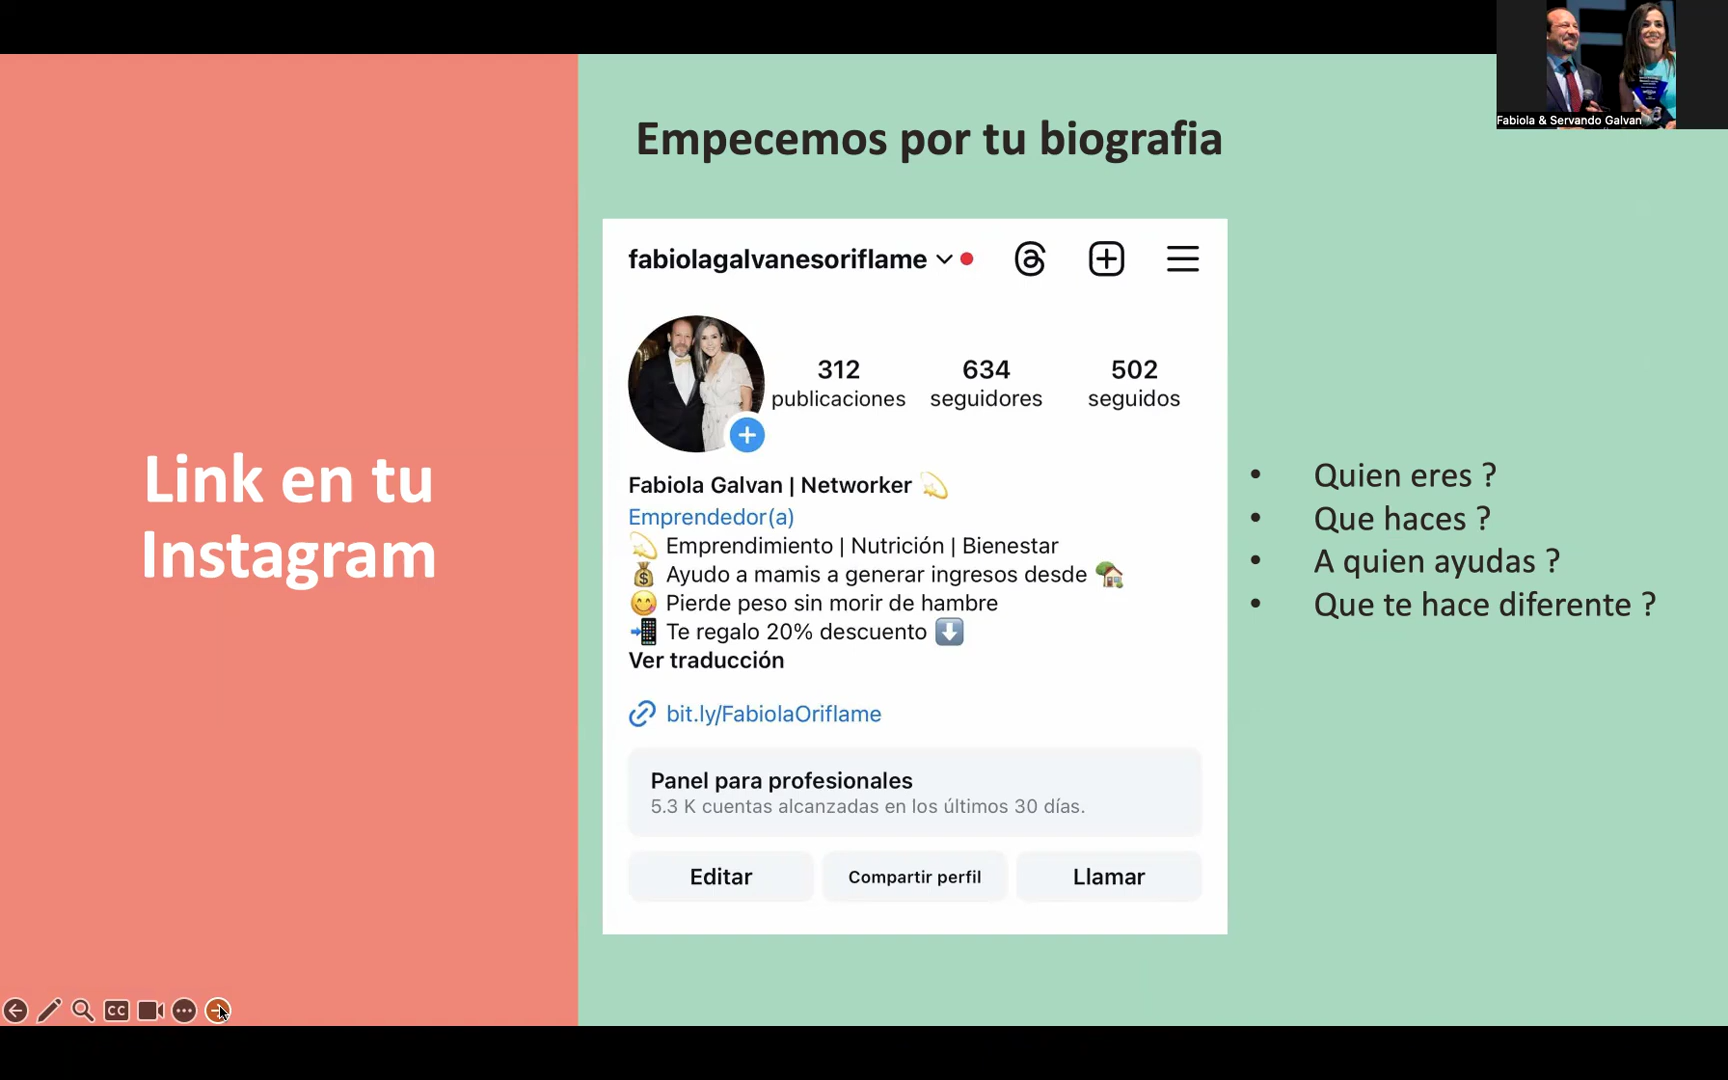 Fabiola & Servando Galvan
Empecemos por tu biografia
Link en tu
Instagram
fabiolagalvanesoriflame
312
publicaciones
634
seguidores
502
seguidos
Fabiola Galvan | Networker 💫
Emprendedor(a)
💫 Emprendimiento | Nutrición | Bienestar
💰 Ayudo a mamis a generar ingresos desde 🏡
😋 Pierde peso sin morir de hambre
📲 Te regalo 20% descuento ⬇️
Ver traducción
bit.ly/FabiolaOriflame
Panel para profesionales
5.3 K cuentas alcanzadas en los últimos 30 días.
Editar
Compartir perfil
Llamar
• Quien eres ?
• Que haces ?
• A quien ayudas ?
• Que te hace diferente ?
CC